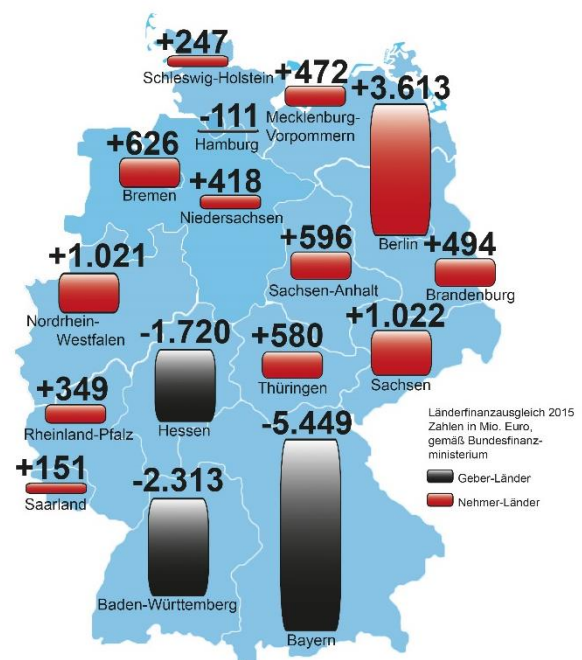 +247
Schleswig-Holstein
+472
Mecklenburg-
Vorpommern
+3.613
Berlin
-111
Hamburg
+626
Bremen
+418
Niedersachsen
+596
Sachsen-Anhalt
+494
Brandenburg
+1.021
Nordrhein-
Westfalen
-1.720
Hessen
+580
Thüringen
+1.022
Sachsen
+349
Rheinland-Pfalz
+151
Saarland
-2.313
Baden-Württemberg
-5.449
Bayern
Länderfinanzausgleich 2015
Zahlen in Mio. Euro,
gemäß Bundesfinanz-
ministerium
Geber-Länder
Nehmer-Länder